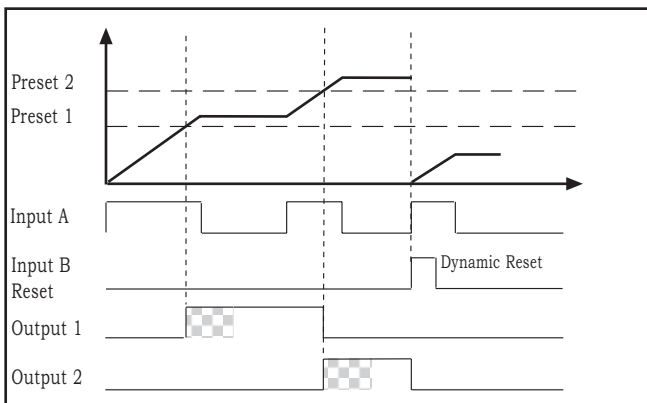 Preset 2
Preset 1
Input A
Input B
Reset
Dynamic Reset
Output 1
Output 2